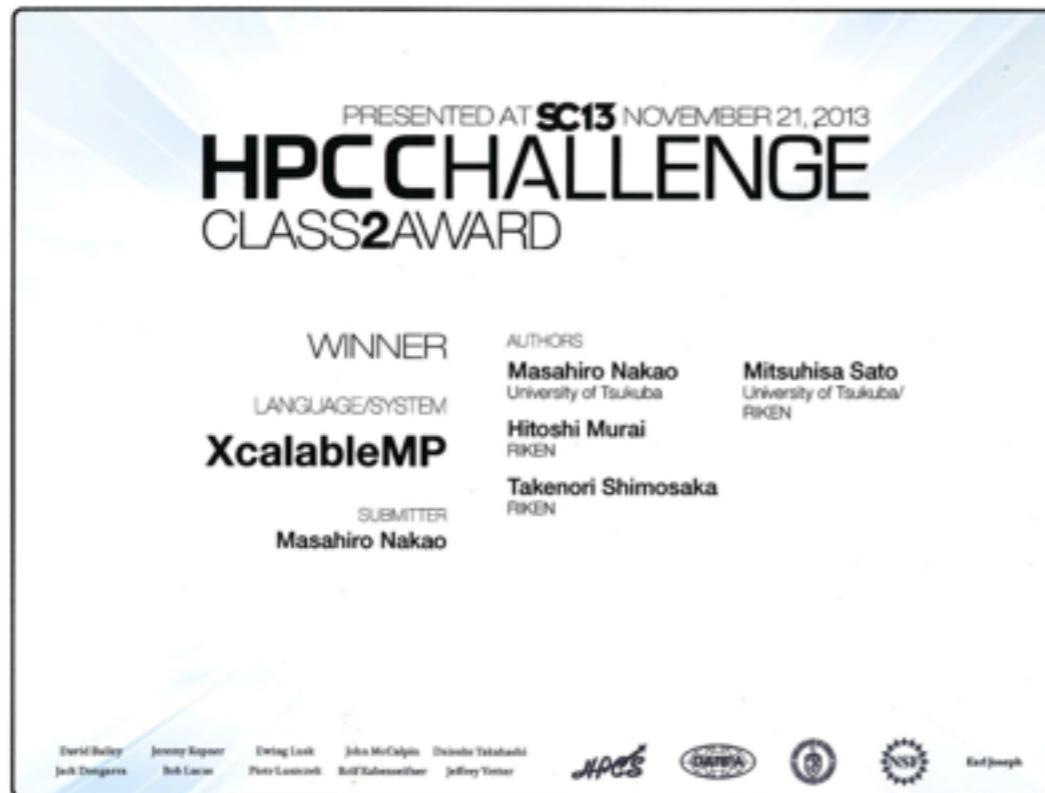 PRESENTED AT SC13 NOVEMBER 21, 2013
HPC CHALLENGE
CLASS2AWARD
WINNER
LANGUAGE/SYSTEM
XcalableMP
SUBMITTER
Masahiro Nakao
AUTHORS
Masahiro Nakao
University of Tsukuba
Hitoshi Murai
RIKEN
Takenori Shimosaka
RIKEN
Mitsuhisa Sato
University of Tsukuba/
RIKEN
David Bailey Jeremy Kepner Ewing Lusk John McCalpin Daisuke Takahashi
Jack Dongarra Bob Lucas Piotr Luszczek Rolf Rabenseifner Jeffrey Vetter
HPCS
DARPA
NSF
Earl Joseph